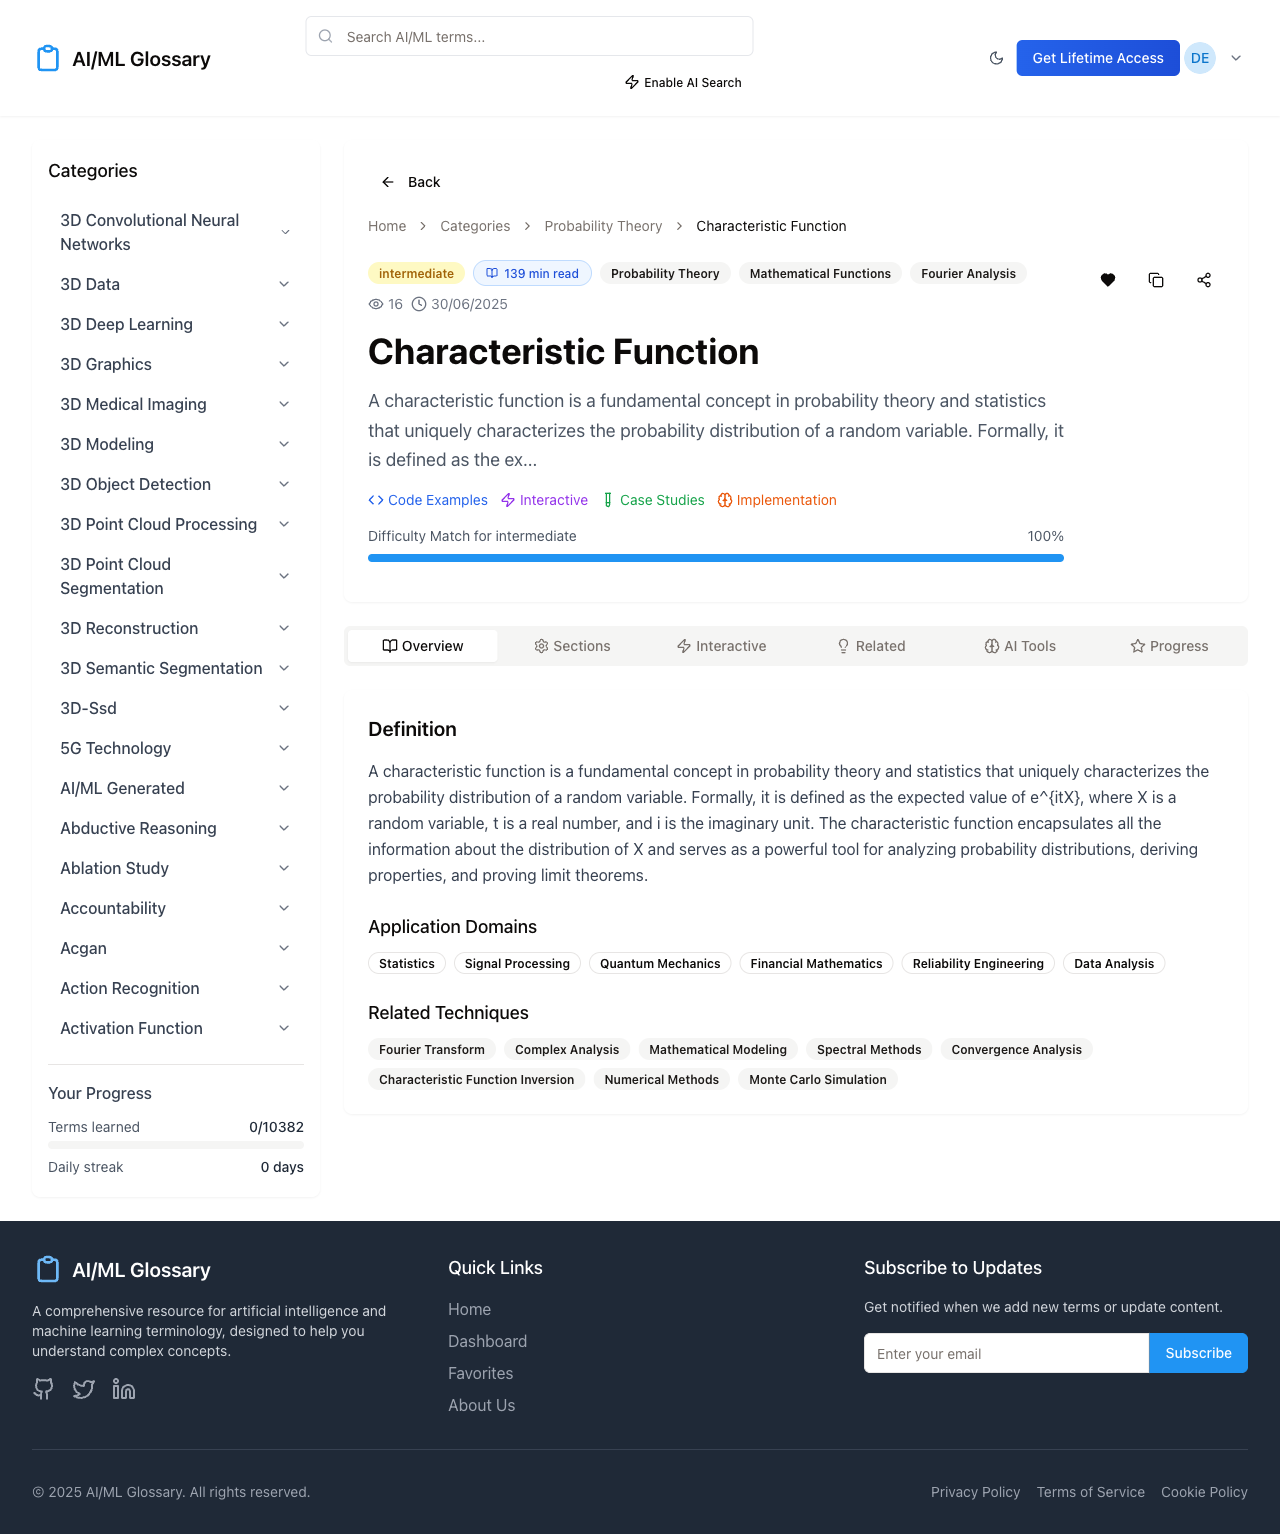 AI/ML Glossary
Search AI/ML terms...
Enable AI Search
Get Lifetime Access
DE
Categories
3D Convolutional Neural
Networks
3D Data
3D Deep Learning
3D Graphics
3D Medical Imaging
3D Modeling
3D Object Detection
3D Point Cloud Processing
3D Point Cloud
Segmentation
3D Reconstruction
3D Semantic Segmentation
3D-Ssd
5G Technology
AI/ML Generated
Abductive Reasoning
Ablation Study
Accountability
Acgan
Action Recognition
Activation Function
Your Progress
Terms learned 0/10382
Daily streak 0 days
Back
Home Categories Probability Theory Characteristic Function
intermediate 139 min read Probability Theory Mathematical Functions Fourier Analysis
16 30/06/2025
Characteristic Function
A characteristic function is a fundamental concept in probability theory and statistics
that uniquely characterizes the probability distribution of a random variable. Formally, it
is defined as the ex...
Code Examples Interactive Case Studies Implementation
Difficulty Match for intermediate 100%
Overview Sections Interactive Related AI Tools Progress
Definition
A characteristic function is a fundamental concept in probability theory and statistics that uniquely characterizes the
probability distribution of a random variable. Formally, it is defined as the expected value of e^{itX}, where X is a
random variable, t is a real number, and i is the imaginary unit. The characteristic function encapsulates all the
information about the distribution of X and serves as a powerful tool for analyzing probability distributions, deriving
properties, and proving limit theorems.
Application Domains
Statistics Signal Processing Quantum Mechanics Financial Mathematics Reliability Engineering Data Analysis
Related Techniques
Fourier Transform Complex Analysis Mathematical Modeling Spectral Methods Convergence Analysis
Characteristic Function Inversion Numerical Methods Monte Carlo Simulation
AI/ML Glossary
A comprehensive resource for artificial intelligence and
machine learning terminology, designed to help you
understand complex concepts.
Quick Links
Home
Dashboard
Favorites
About Us
Subscribe to Updates
Get notified when we add new terms or update content.
Enter your email Subscribe
© 2025 AI/ML Glossary. All rights reserved.
Privacy Policy Terms of Service Cookie Policy